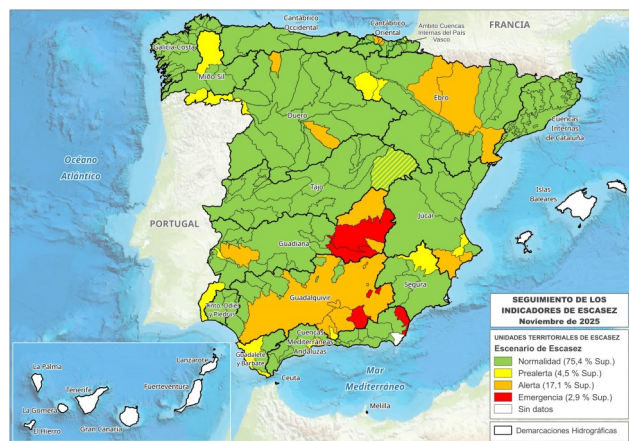 FRANCIA
Cantábrico
Occidental
Cantábrico
Oriental
Ámbito Cuencas
Internas del País
Vasco
Galicia-Costa
Miño-Sil
Duero
Ebro
Cuencas
Internas
de Cataluña
Océano
Atlántico
Tajo
Islas
Baleares
PORTUGAL
Júcar
Guadiana
Segura
Guadalquivir
Tinto, Odiel
y Piedras
Cuencas
Mediterráneas
Andaluzas
Guadalete
y Barbate
Ceuta
Mar
Mediterráneo
Melilla
Lanzarote
La Palma
Tenerife
Fuerteventura
La Gomera
El Hierro
Gran Canaria
SEGUIMIENTO DE LOS
INDICADORES DE ESCASEZ
Noviembre de 2025
UNIDADES TERRITORIALES DE ESCASEZ
Escenario de Escasez
Normalidad (75,4 % Sup.)
Prealerta (4,5 % Sup.)
Alerta (17,1 % Sup.)
Emergencia (2,9 % Sup.)
Sin datos
Demarcaciones Hidrográficas